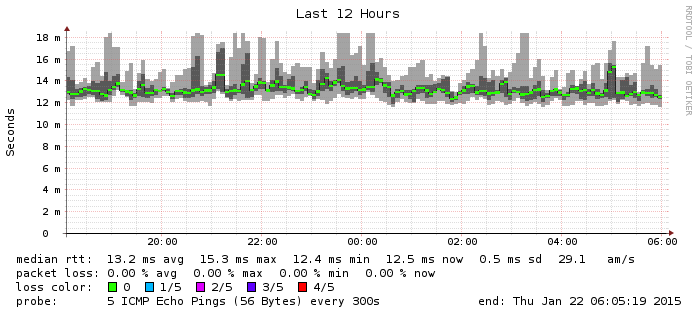 Last 12 Hours
RRDTOOL / TOBI OETIKER
Seconds
18 m
16 m
14 m
12 m
10 m
8 m
6 m
4 m
2 m
0
20:00 22:00 00:00 02:00 04:00 06:00
median rtt: 13.2 ms avg 15.3 ms max 12.4 ms min 12.5 ms now 0.5 ms sd 29.1 am/s
packet loss: 0.00 % avg 0.00 % max 0.00 % min 0.00 % now
loss color: 0 1/5 2/5 3/5 4/5
probe: 5 ICMP Echo Pings (56 Bytes) every 300s end: Thu Jan 22 06:05:19 2015